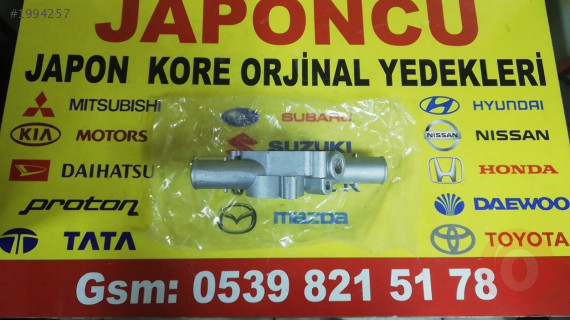 #1994257
JAPONCU
JAPON KORE ORJİNAL YEDEKLERİ
MITSUBISHI
SUBARU
HYUNDAI
KIA MOTORS
SUZUKI
NISSAN
DAIHATSU
HONDA
proton
DAEWOO
TATA
mazda
TOYOTA
Gsm: 0539 821 51 78